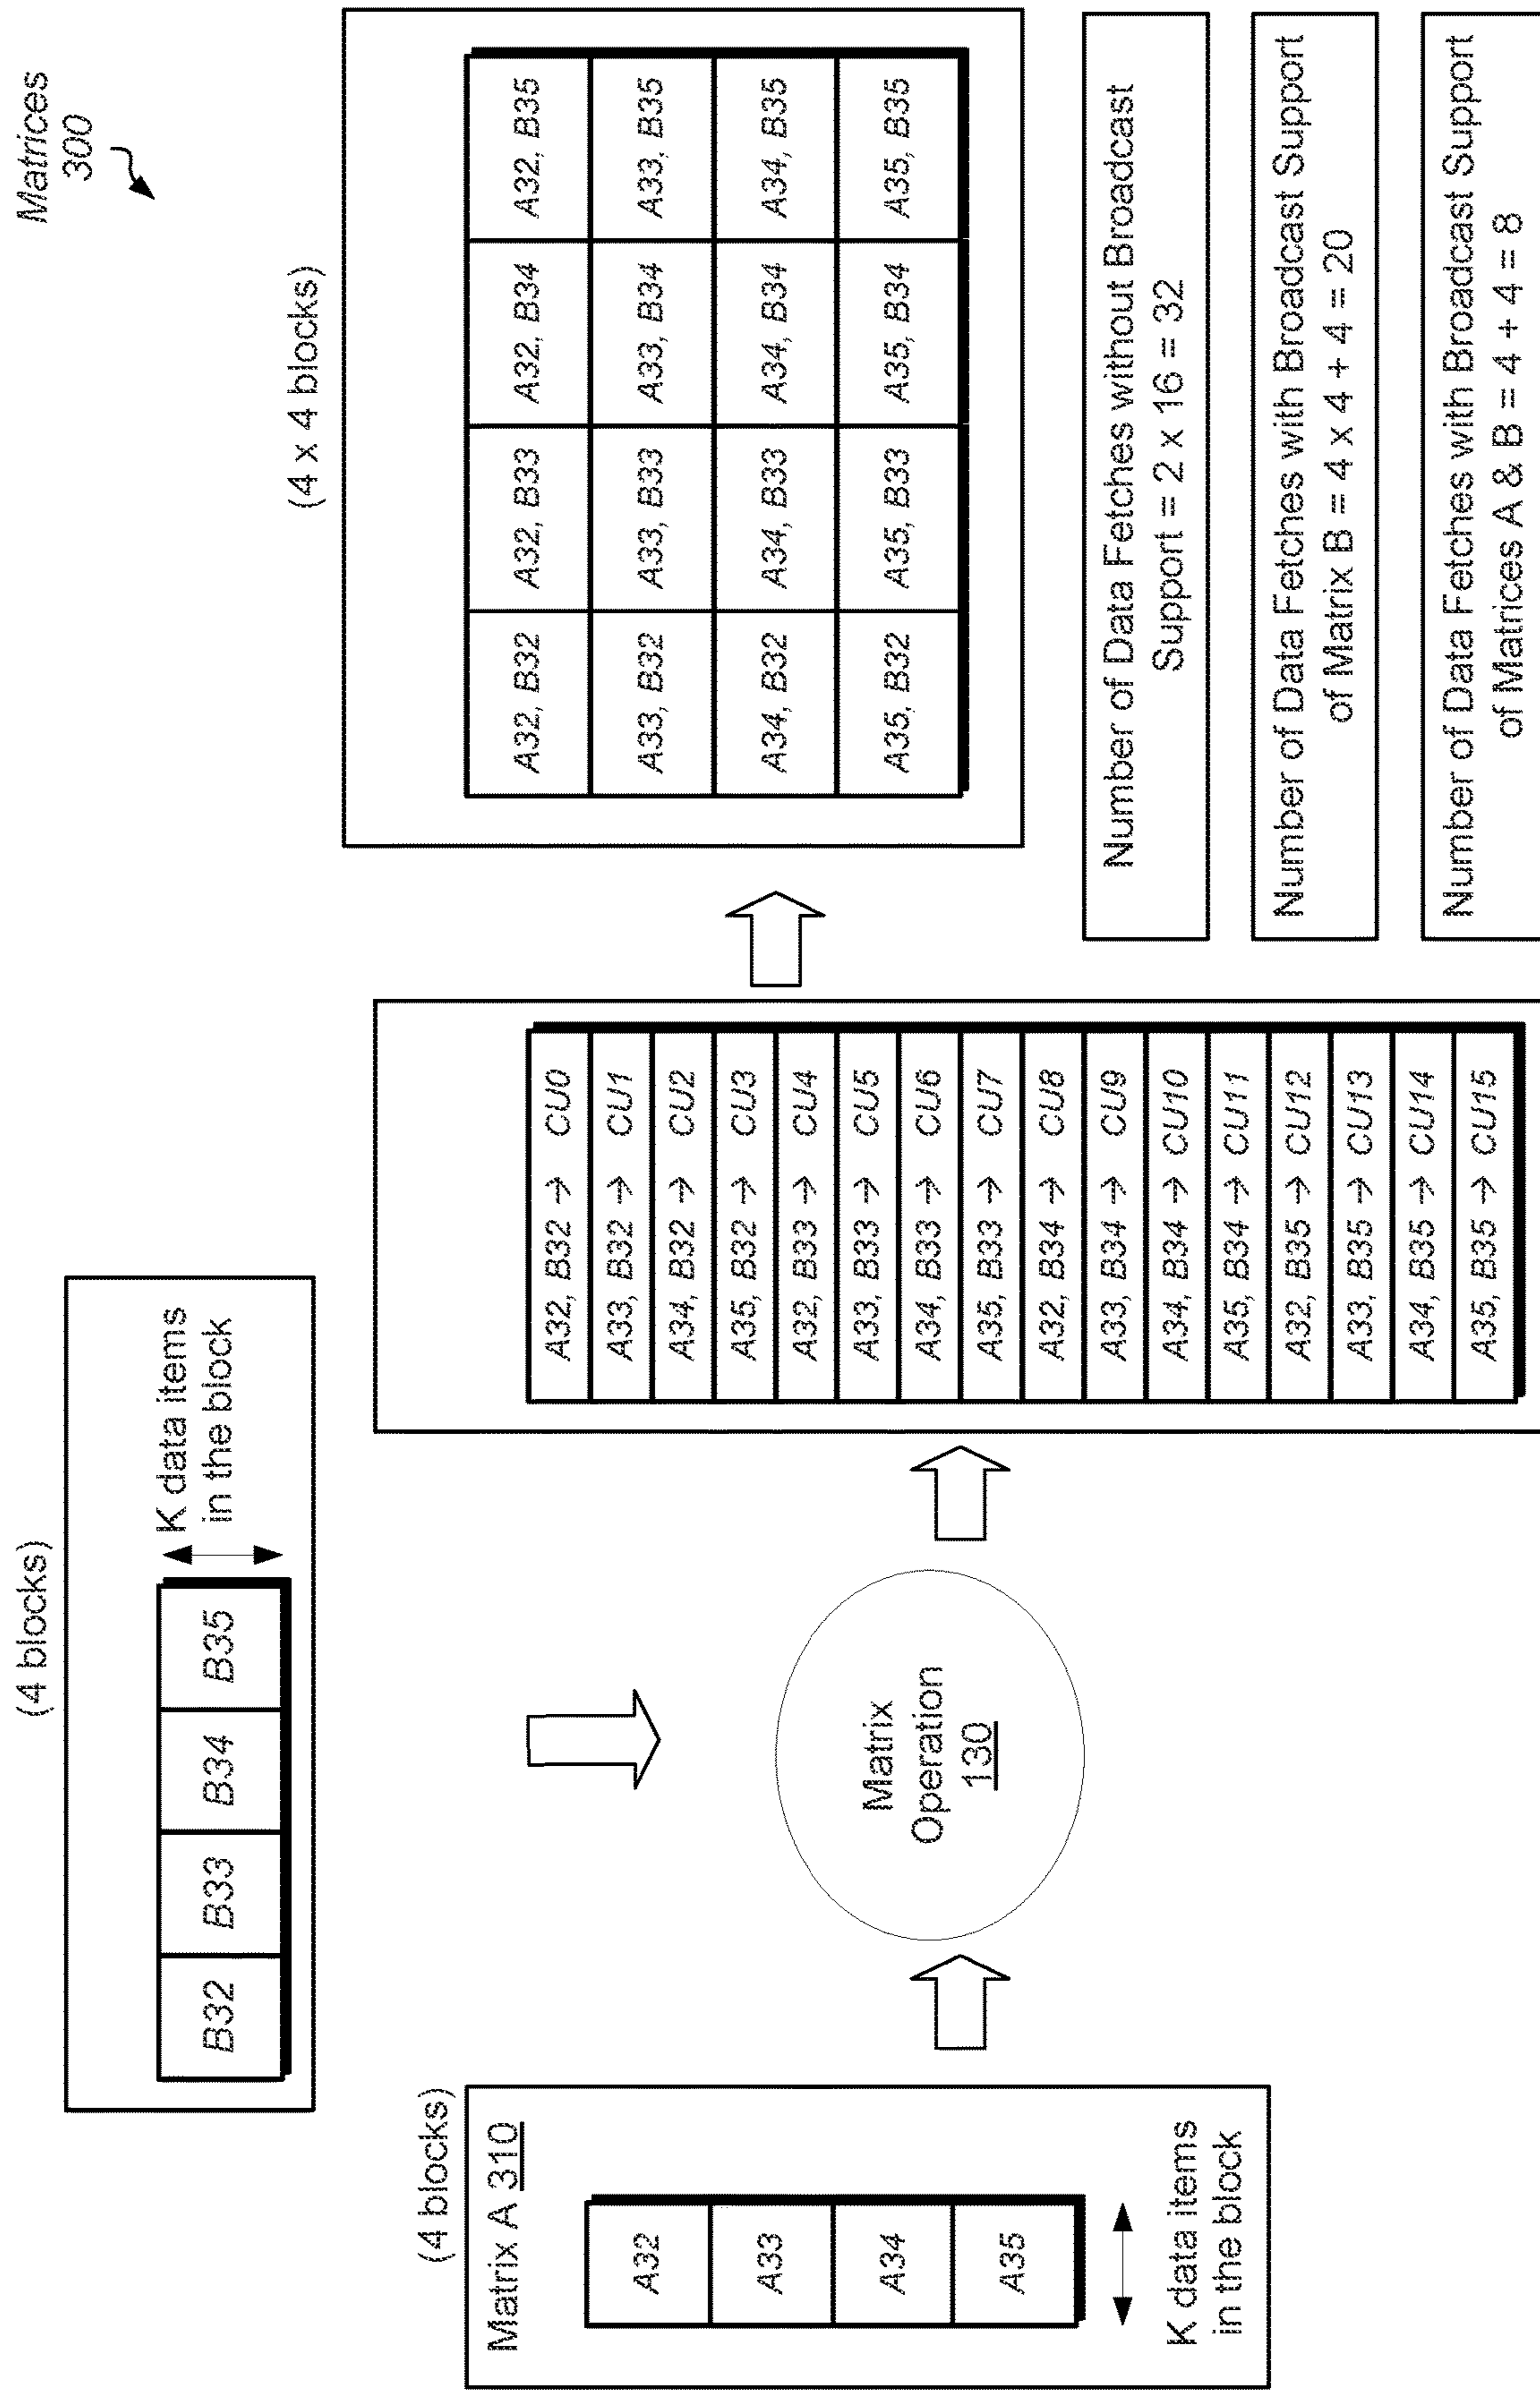 Matrices
300
(4 blocks)
B32 B33 B34 B35
K data items
in the block
(4 blocks)
Matrix A 310
A32
A33
A34
A35
K data items
in the block
Matrix
Operation
130
A32, B32 → CU0
A33, B32 → CU1
A34, B32 → CU2
A35, B32 → CU3
A32, B33 → CU4
A33, B33 → CU5
A34, B33 → CU6
A35, B33 → CU7
A32, B34 → CU8
A33, B34 → CU9
A34, B34 → CU10
A35, B34 → CU11
A32, B35 → CU12
A33, B35 → CU13
A34, B35 → CU14
A35, B35 → CU15
(4 x 4 blocks)
A32, B32 A32, B33 A32, B34 A32, B35
A33, B32 A33, B33 A33, B34 A33, B35
A34, B32 A34, B33 A34, B34 A34, B35
A35, B32 A35, B33 A35, B34 A35, B35
Number of Data Fetches without Broadcast
Support = 2 x 16 = 32
Number of Data Fetches with Broadcast Support
of Matrix B = 4 x 4 + 4 = 20
Number of Data Fetches with Broadcast Support
of Matrices A & B = 4 + 4 = 8